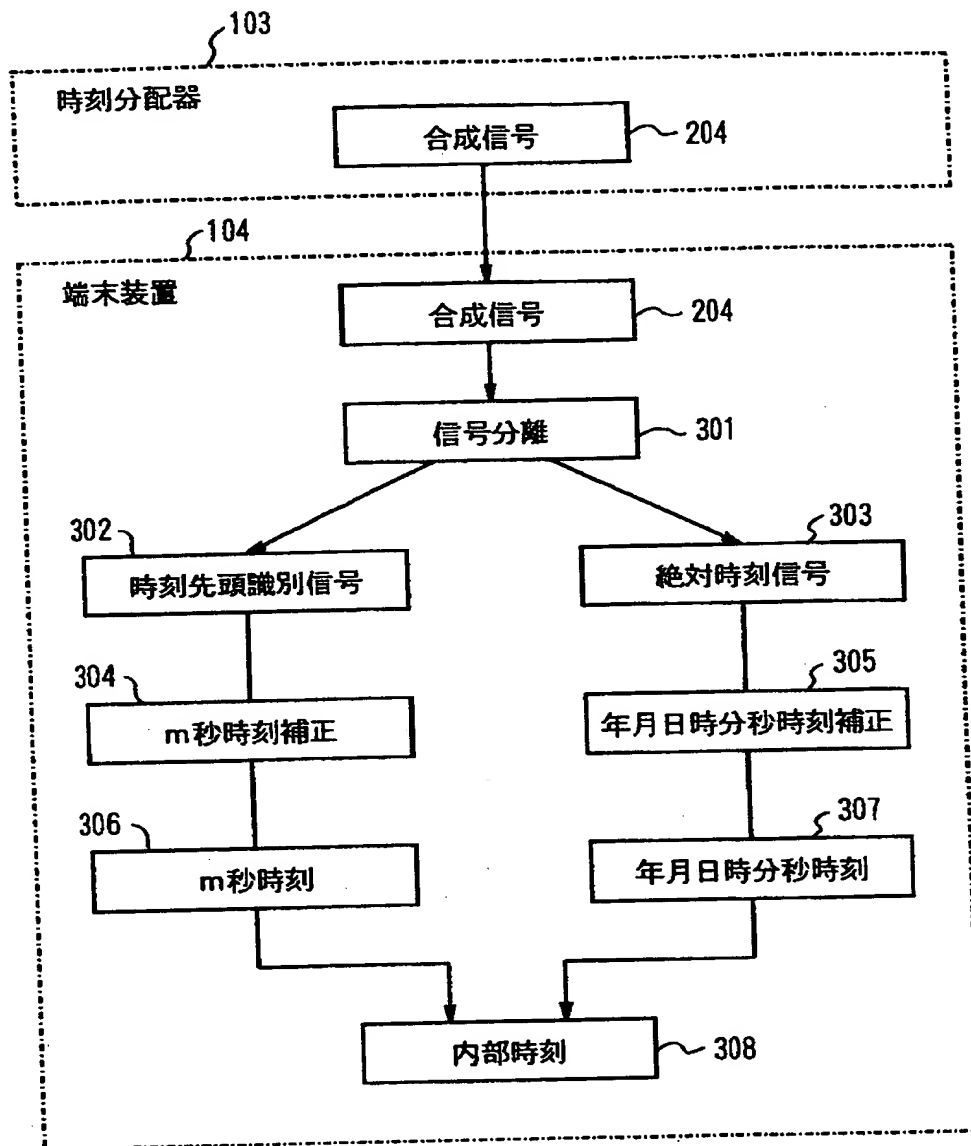 103
時刻分配器
合成信号
204
104
端末装置
合成信号
204
信号分離
301
302
時刻先頭識別信号
303
絶対時刻信号
304
m秒時刻補正
305
年月日時分秒時刻補正
306
m秒時刻
307
年月日時分秒時刻
内部時刻
308